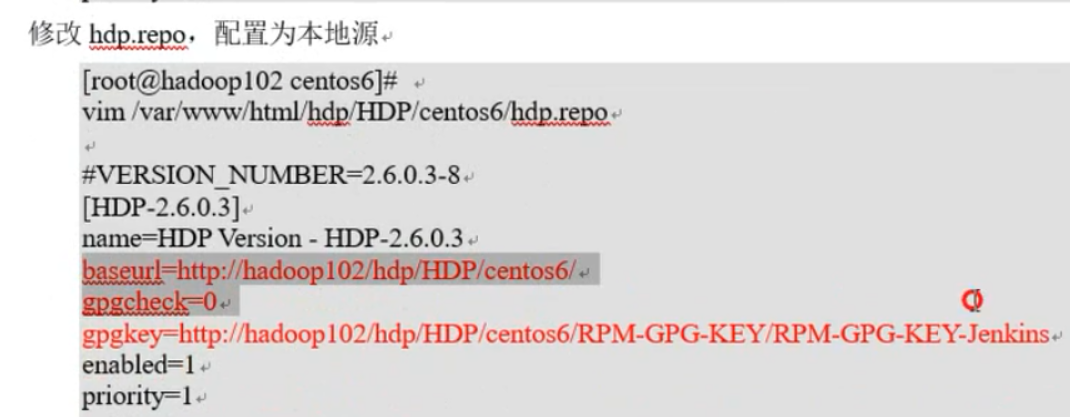 修改 hdp.repo，配置为本地源
[root@hadoop102 centos6]#
vim /var/www/html/hdp/HDP/centos6/hdp.repo
#VERSION_NUMBER=2.6.0.3-8
[HDP-2.6.0.3]
name=HDP Version - HDP-2.6.0.3
baseurl=http://hadoop102/hdp/HDP/centos6/
gpgcheck=0
gpgkey=http://hadoop102/hdp/HDP/centos6/RPM-GPG-KEY/RPM-GPG-KEY-Jenkins
enabled=1
priority=1